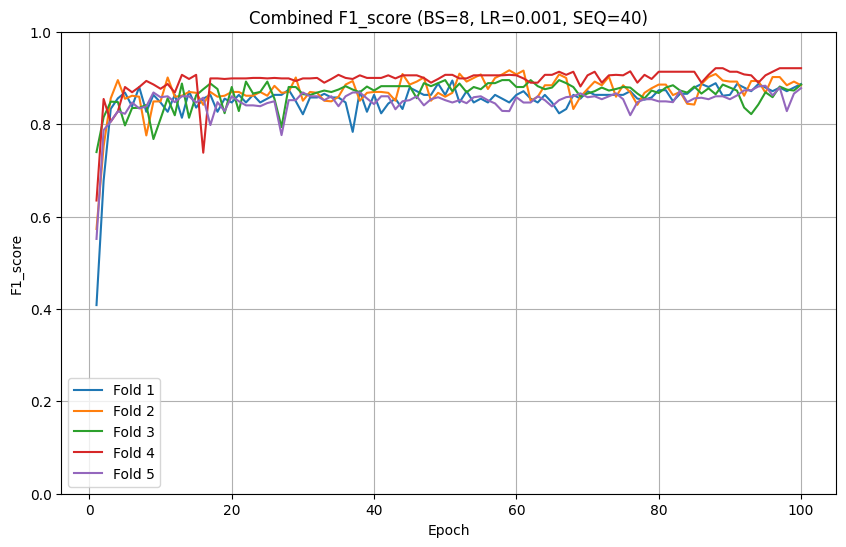 Combined F1_score (BS=8, LR=0.001, SEQ=40)
1.0
0.8
0.6
0.4
0.2
0.0
F1_score
Fold 1
Fold 2
Fold 3
Fold 4
Fold 5
0 20 40 60 80 100
Epoch